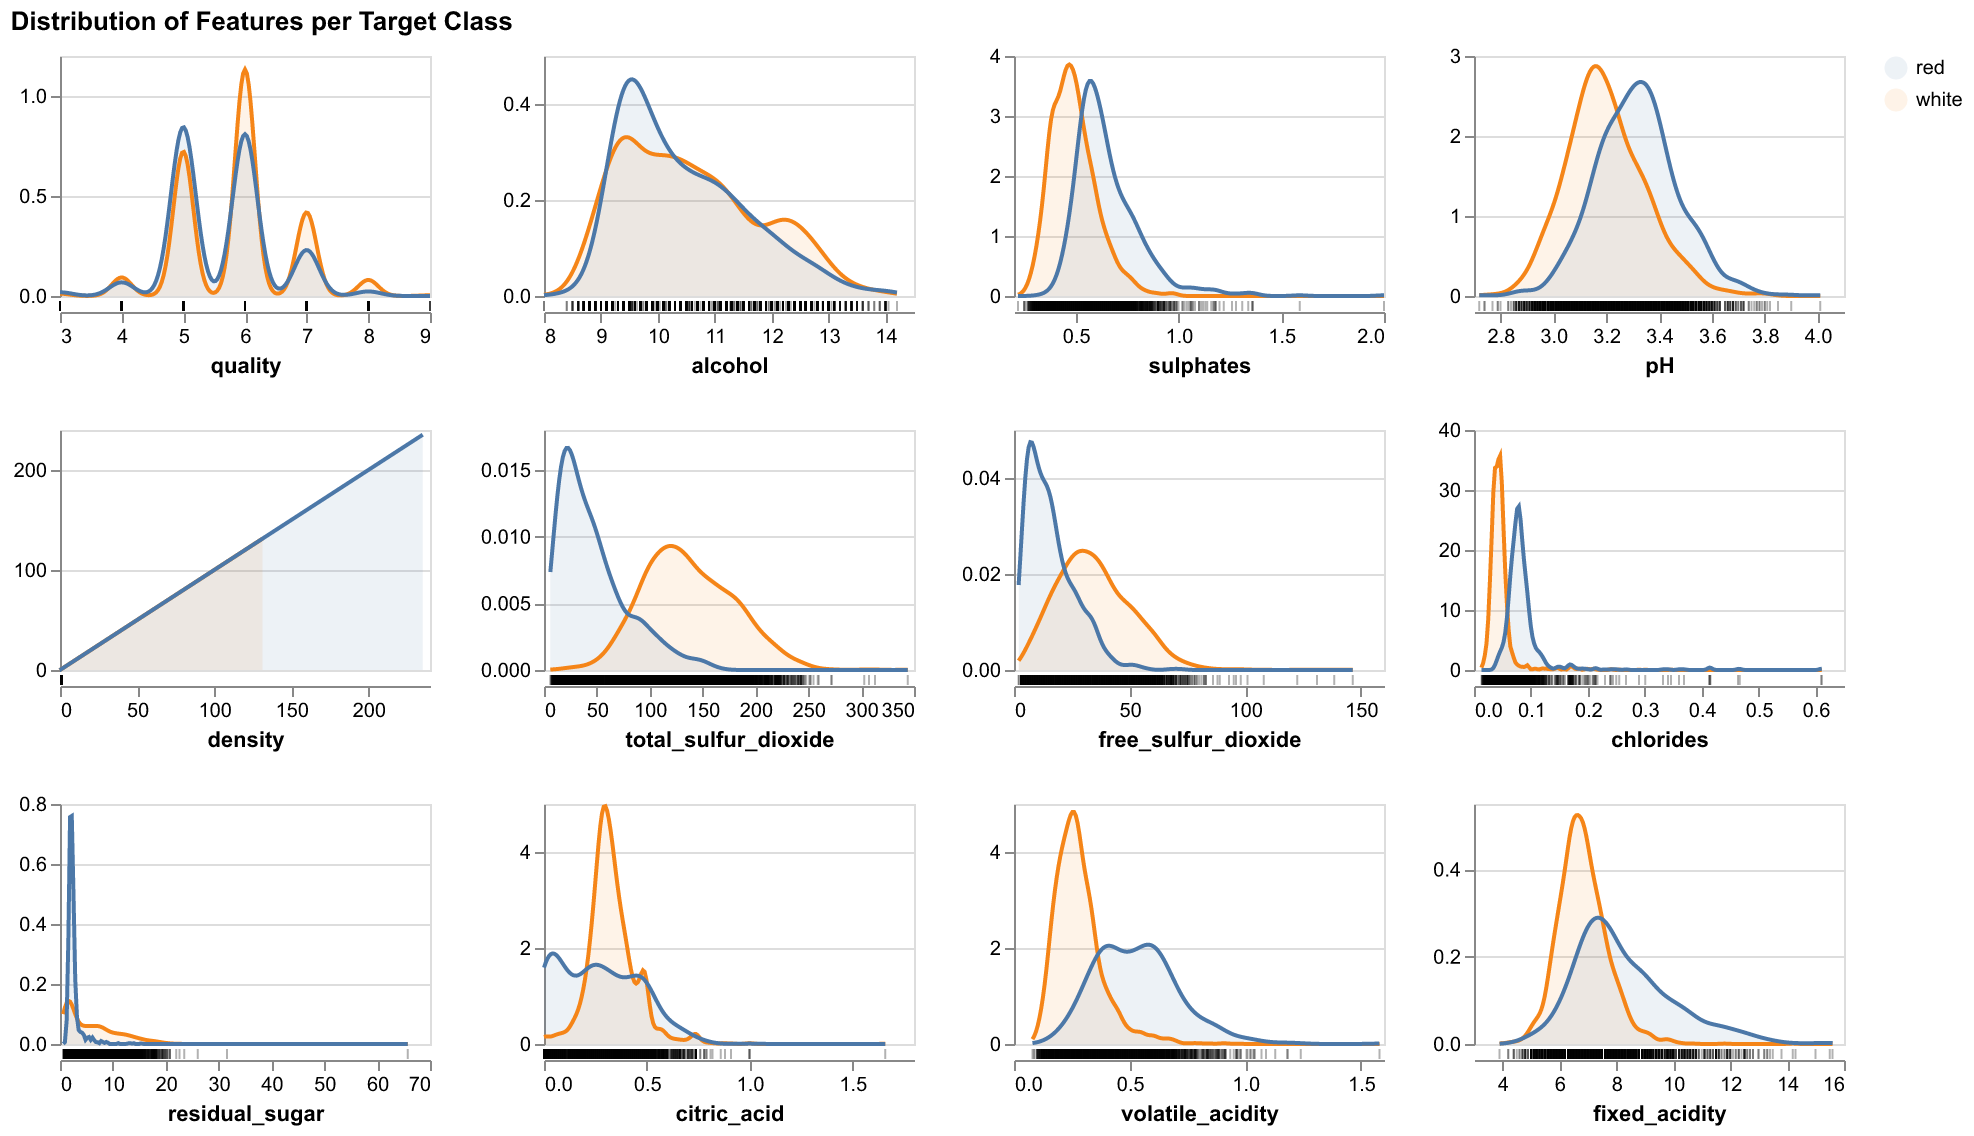 Distribution of Features per Target Class
1.0
0.5
0.0
3 4 5 6 7 8 9
quality
0.4
0.2
0.0
8 9 10 11 12 13 14
alcohol
4
3
2
1
0
0.5 1.0 1.5 2.0
sulphates
3
2
1
0
2.8 3.0 3.2 3.4 3.6 3.8 4.0
pH
red
white
200
100
0
0 50 100 150 200
density
0.015
0.010
0.005
0.000
0 50 100 150 200 250 300 350
total_sulfur_dioxide
0.04
0.02
0.00
0 50 100 150
free_sulfur_dioxide
40
30
20
10
0
0.0 0.1 0.2 0.3 0.4 0.5 0.6
chlorides
0.8
0.6
0.4
0.2
0.0
0 10 20 30 40 50 60 70
residual_sugar
4
2
0
0.0 0.5 1.0 1.5
citric_acid
4
2
0
0.0 0.5 1.0 1.5
volatile_acidity
0.4
0.2
0.0
4 6 8 10 12 14 16
fixed_acidity